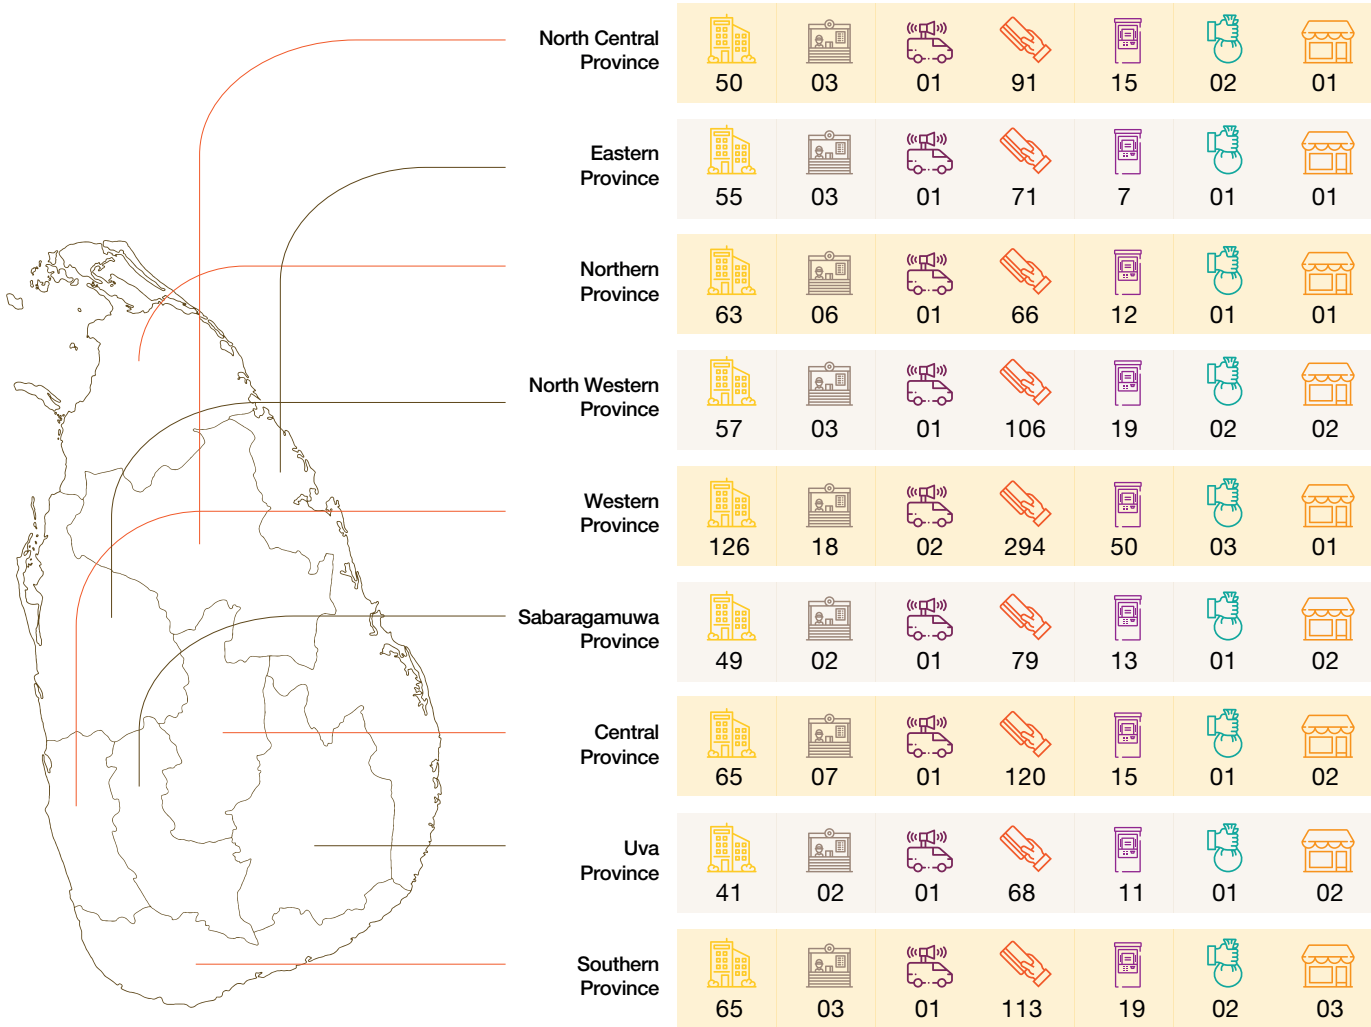 North Central
Province
50 03 01 91 15 02 01
Eastern
Province
55 03 01 71 7 01 01
Northern
Province
63 06 01 66 12 01 01
North Western
Province
57 03 01 106 19 02 02
Western
Province
126 18 02 294 50 03 01
Sabaragamuwa
Province
49 02 01 79 13 01 02
Central
Province
65 07 01 120 15 01 02
Uva
Province
41 02 01 68 11 01 02
Southern
Province
65 03 01 113 19 02 03